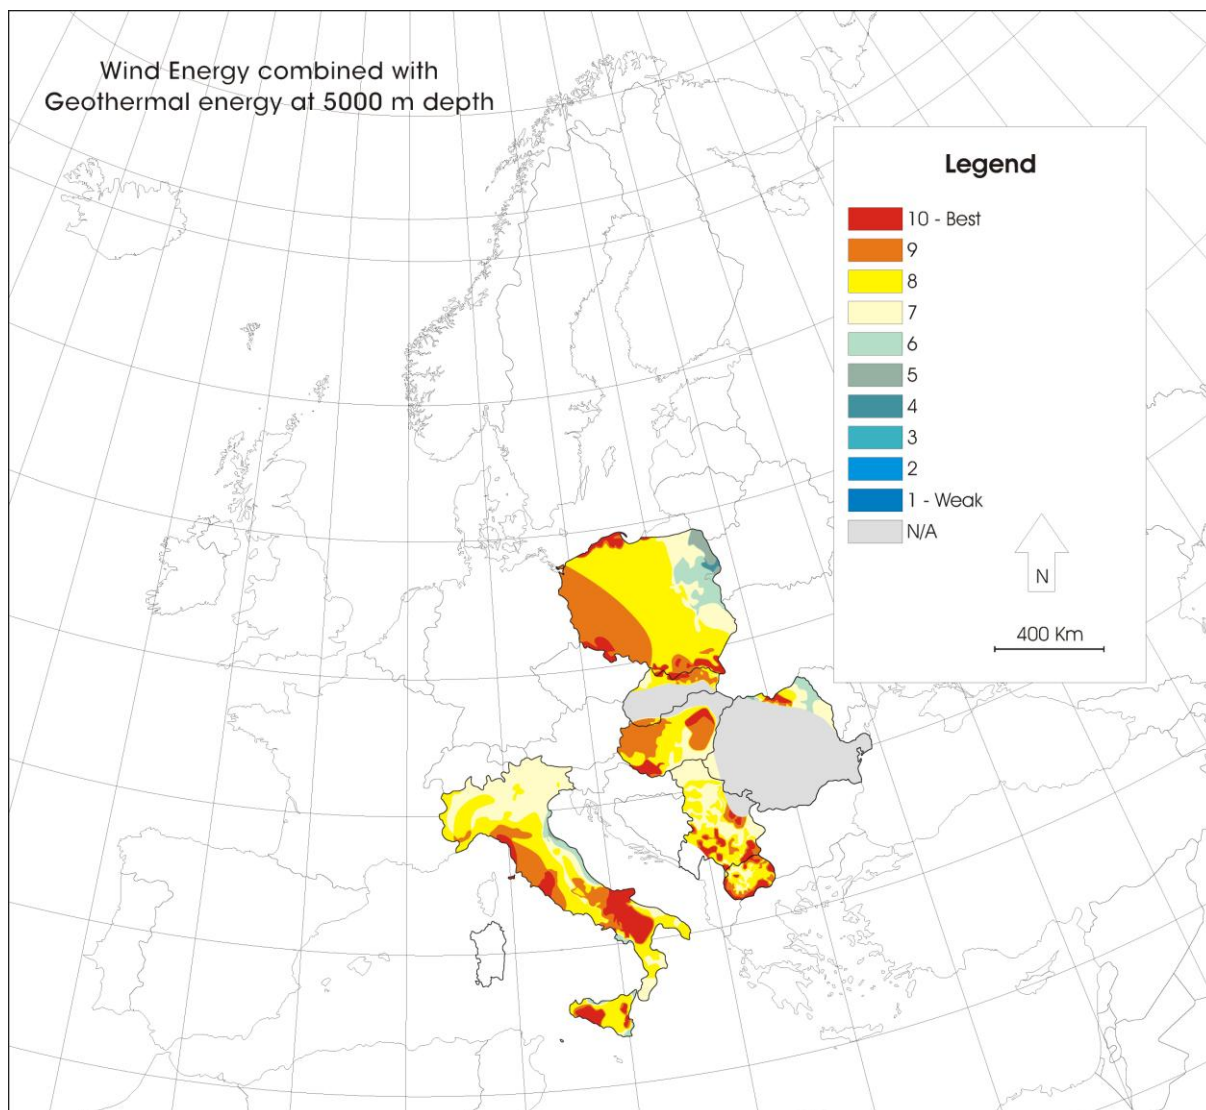 Wind Energy combined with
Geothermal energy at 5000 m depth
Legend
10 - Best
9
8
7
6
5
4
3
2
1 - Weak
N/A
N
400 Km